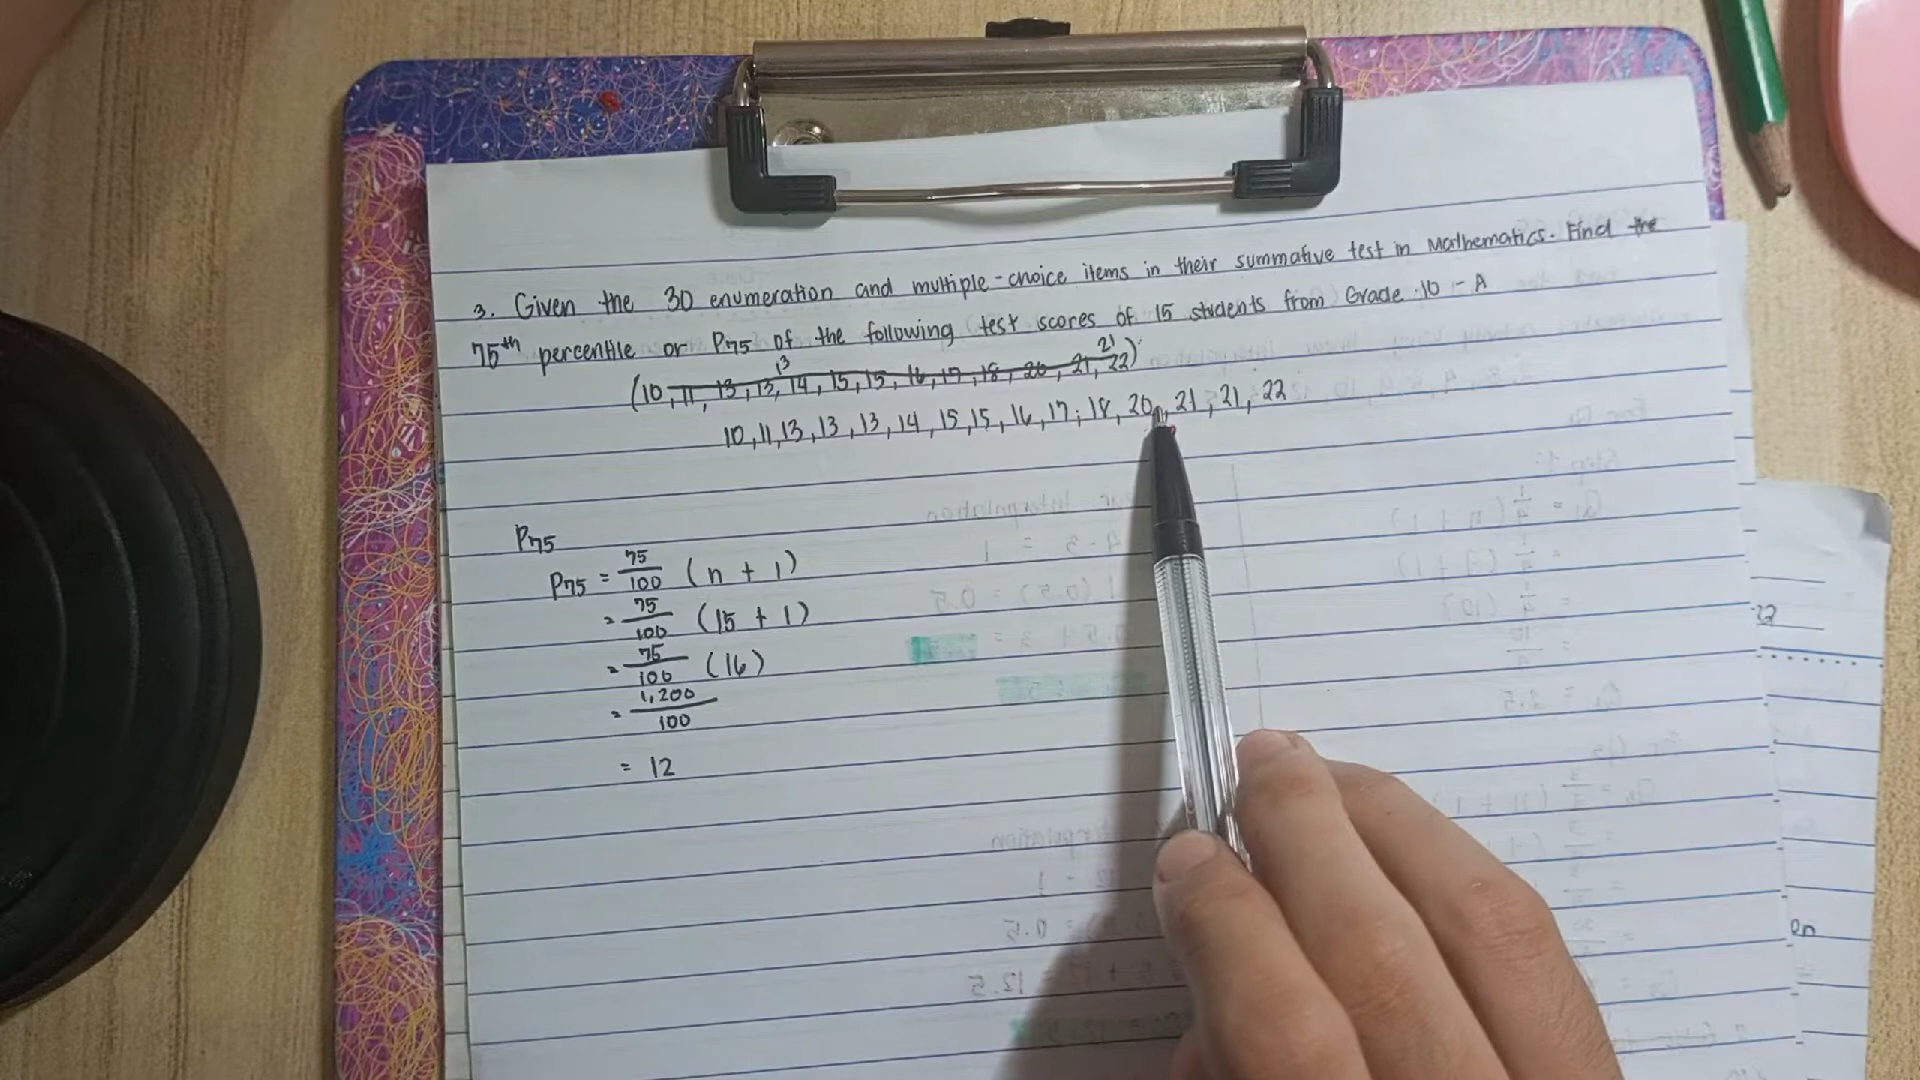 3. Given the 30 enumeration and multiple-choice items in their summative test in Mathematics. Find the
75th percentile or P75 of the following test scores of 15 students from Grade 10 - A
13 21
(10, 11, 13, 13, 14, 15, 15, 16, 17, 18, 20, 21, 22)
10, 11, 13, 13, 13, 14, 15, 15, 16, 17, 18, 20, 21, 21, 22
P75
P75 = 75/100 (n + 1)
= 75/100 (15 + 1)
= 75/100 (16)
= 1,200/100
= 12